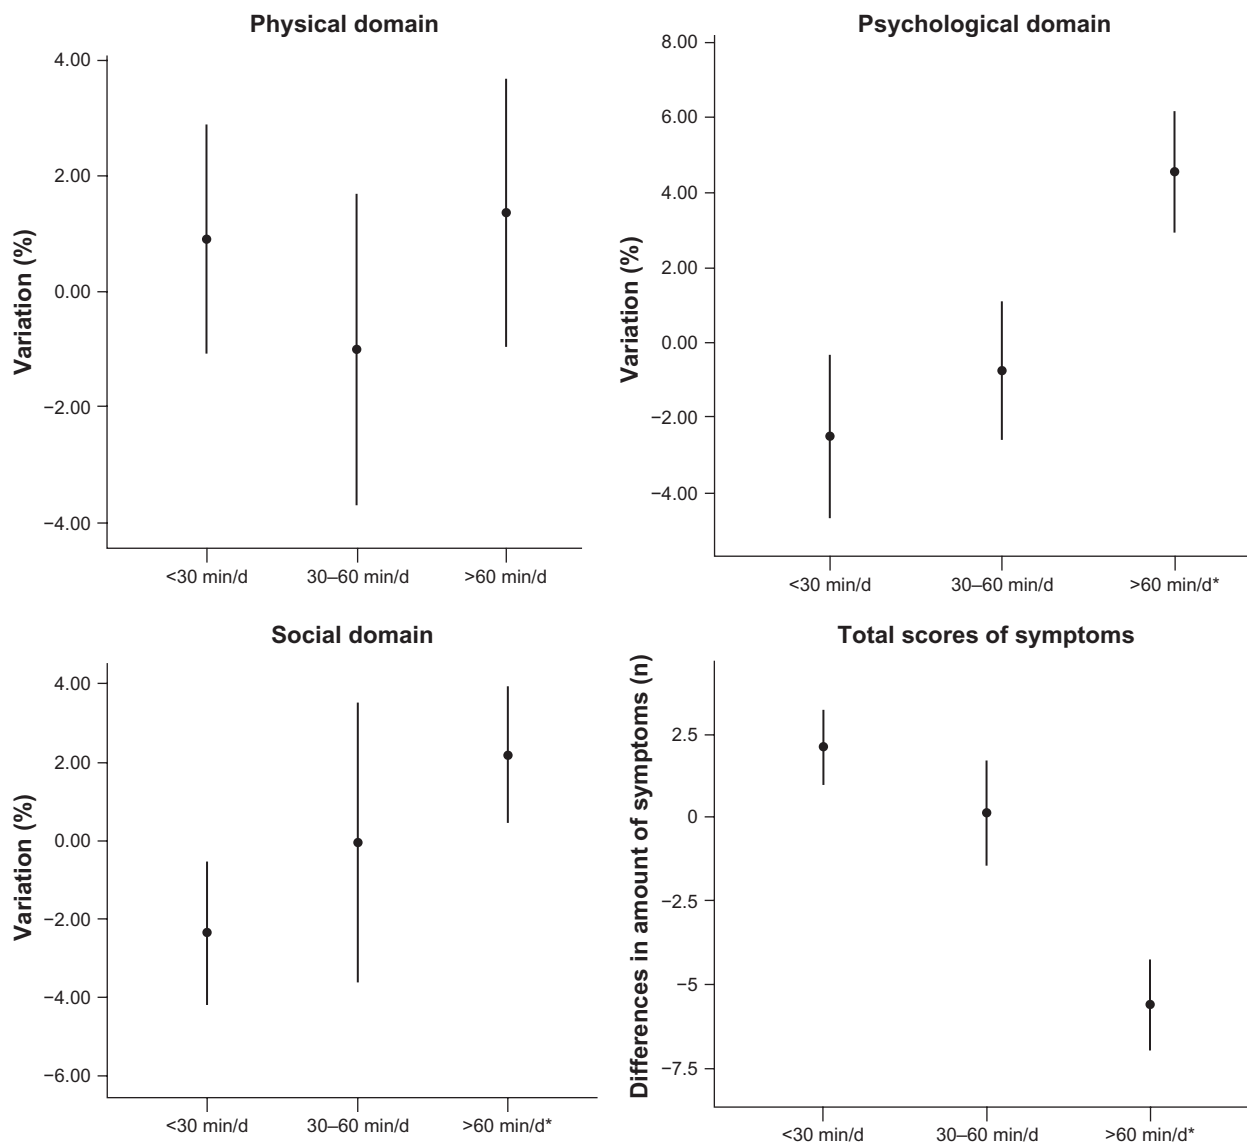 Physical domain
Variation (%)
4.00
2.00
0.00
−2.00
−4.00
<30 min/d
30–60 min/d
>60 min/d
Psychological domain
Variation (%)
8.00
6.00
4.00
2.00
0.00
−2.00
−4.00
<30 min/d
30–60 min/d
>60 min/d*
Social domain
Variation (%)
4.00
2.00
0.00
−2.00
−4.00
−6.00
<30 min/d
30–60 min/d
>60 min/d*
Total scores of symptoms
Differences in amount of symptoms (n)
2.5
0
−2.5
−5
−7.5
<30 min/d
30–60 min/d
>60 min/d*